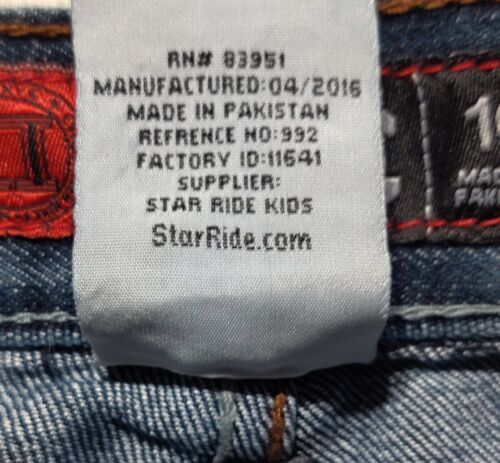 RN# 83951
MANUFACTURED:04/2016
MADE IN PAKISTAN
REFRENCE NO:992
FACTORY ID:11641
SUPPLIER:
STAR RIDE KIDS
StarRide.com